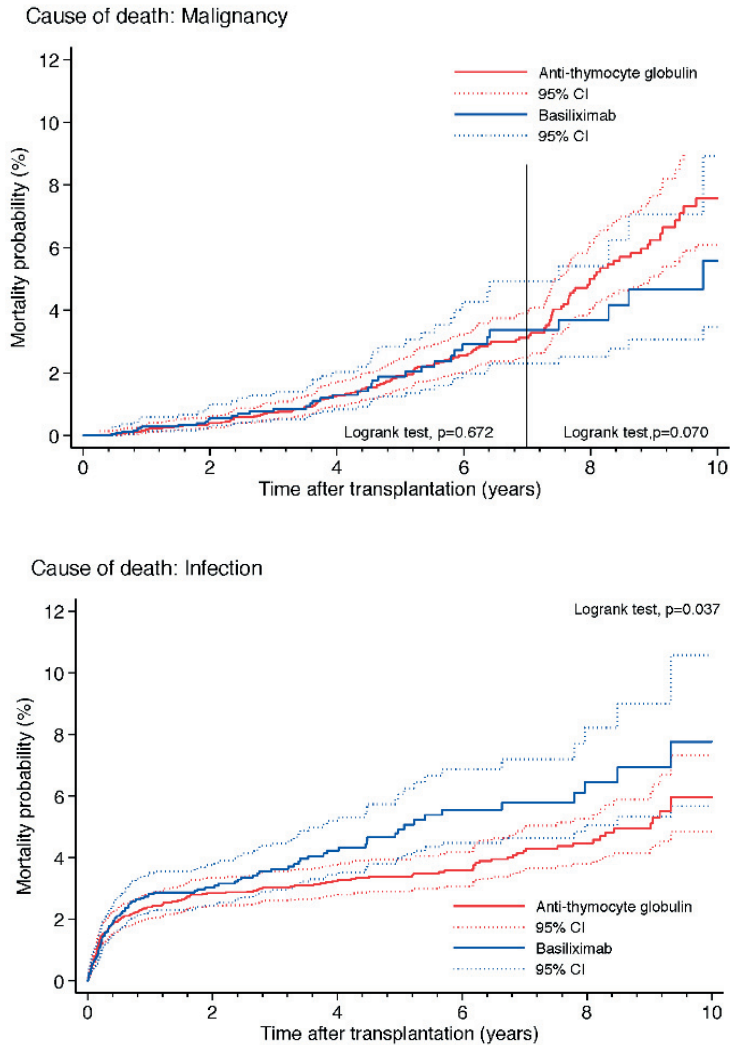 Cause of death: Malignancy
12
10
8
6
4
2
0
Mortality probability (%)
Anti-thymocyte globulin
95% CI
Basiliximab
95% CI
Logrank test, p=0.672
Logrank test,p=0.070
0 2 4 6 8 10
Time after transplantation (years)
Cause of death: Infection
12
10
8
6
4
2
0
Mortality probability (%)
Logrank test, p=0.037
Anti-thymocyte globulin
95% CI
Basiliximab
95% CI
0 2 4 6 8 10
Time after transplantation (years)